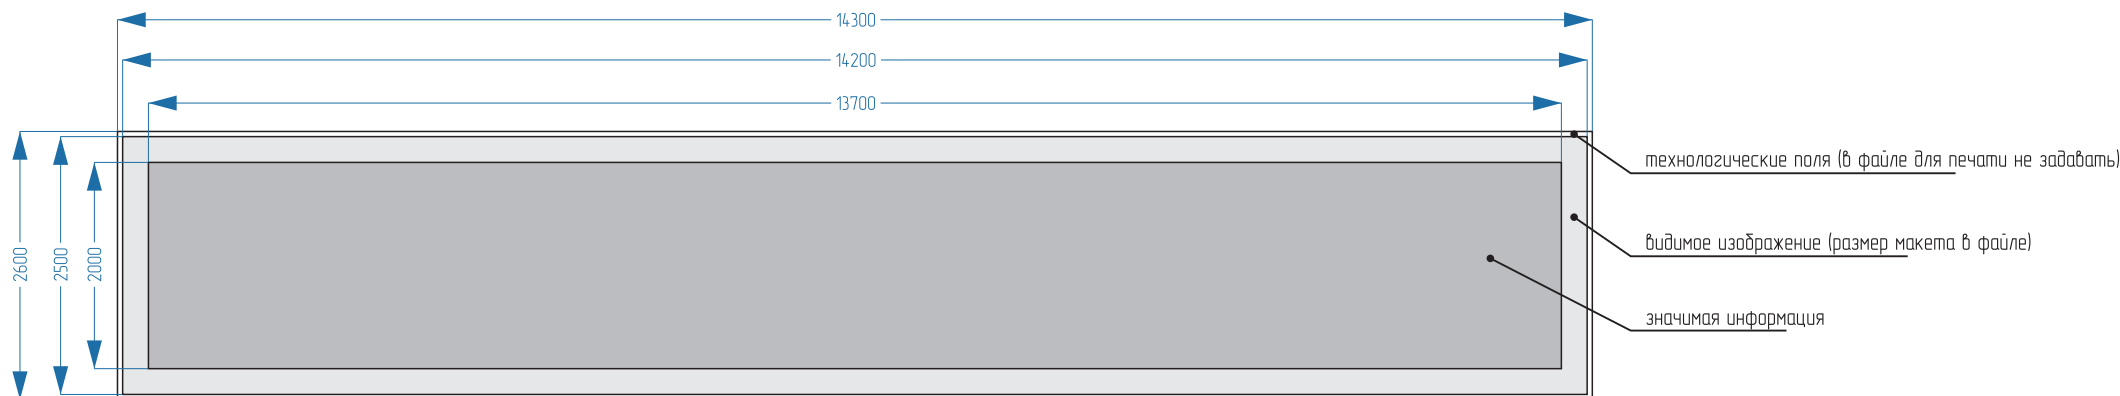 14300
14200
13700
технологические поля (в файле для печати не задавать)
видимое изображение (размер макета в файле)
значимая информация
2600
2500
2000